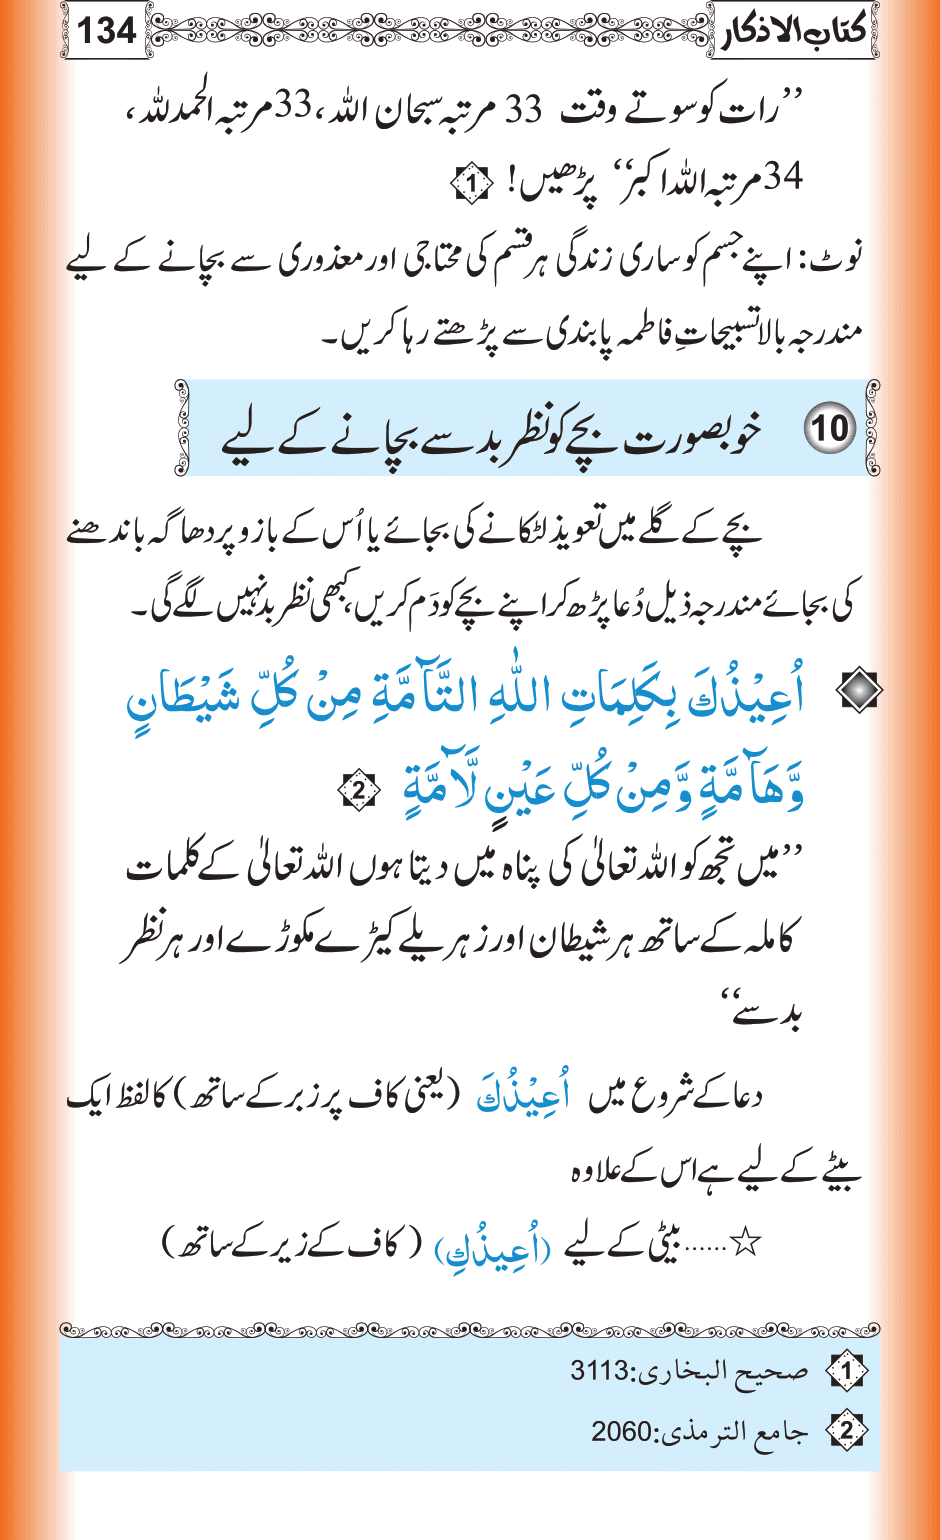 کتاب الاذکار 134
’’رات کو سوتے وقت 33 مرتبہ سبحان اللہ، 33 مرتبہ الحمدللہ،
34 مرتبہ اللہ اکبر‘‘ پڑھیں! 1
نوٹ: اپنے جسم کو ساری زندگی ہر قسم کی محتاجی اور معذوری سے بچانے کے لیے
مندرجہ بالا تسبیحاتِ فاطمہ پابندی سے پڑھتے رہا کریں۔
10 خوبصورت بچے کو نظر بد سے بچانے کے لیے
بچے کے گلے میں تعویذ لٹکانے کی بجائے یا اُس کے بازو پر دھاگہ باندھنے
کی بجائے مندرجہ ذیل دُعا پڑھ کر اپنے بچے کو دَم کریں، کبھی نظر بد نہیں لگے گی۔
اُعِيْذُكَ بِكَلِمَاتِ اللّٰهِ التَّآمَّةِ مِنْ كُلِّ شَيْطَانٍ
وَّهَآمَّةٍ وَّمِنْ كُلِّ عَيْنٍ لَّآمَّةٍ 2
’’میں تجھ کو اللہ تعالیٰ کی پناہ میں دیتا ہوں اللہ تعالیٰ کے کلمات
کاملہ کے ساتھ ہر شیطان اور زہریلے کیڑے مکوڑے اور ہر نظر
بد سے‘‘
دعا کے شروع میں اُعِيْذُكَ (یعنی کاف پر زبر کے ساتھ) کا لفظ ایک
بیٹے کے لیے ہے اس کے علاوہ
☆......بیٹی کے لیے (اُعِيذُكِ) (کاف کے زیر کے ساتھ)
1 صحیح البخاری:3113
2 جامع الترمذی:2060